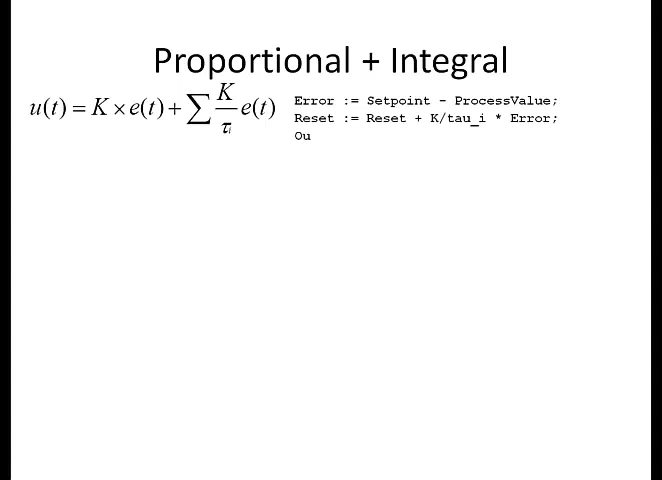 Proportional + Integral
u(t) = K × e(t) + ∑ K/τi e(t)
Error := Setpoint - ProcessValue;
Reset := Reset + K/tau_i * Error;
Ou